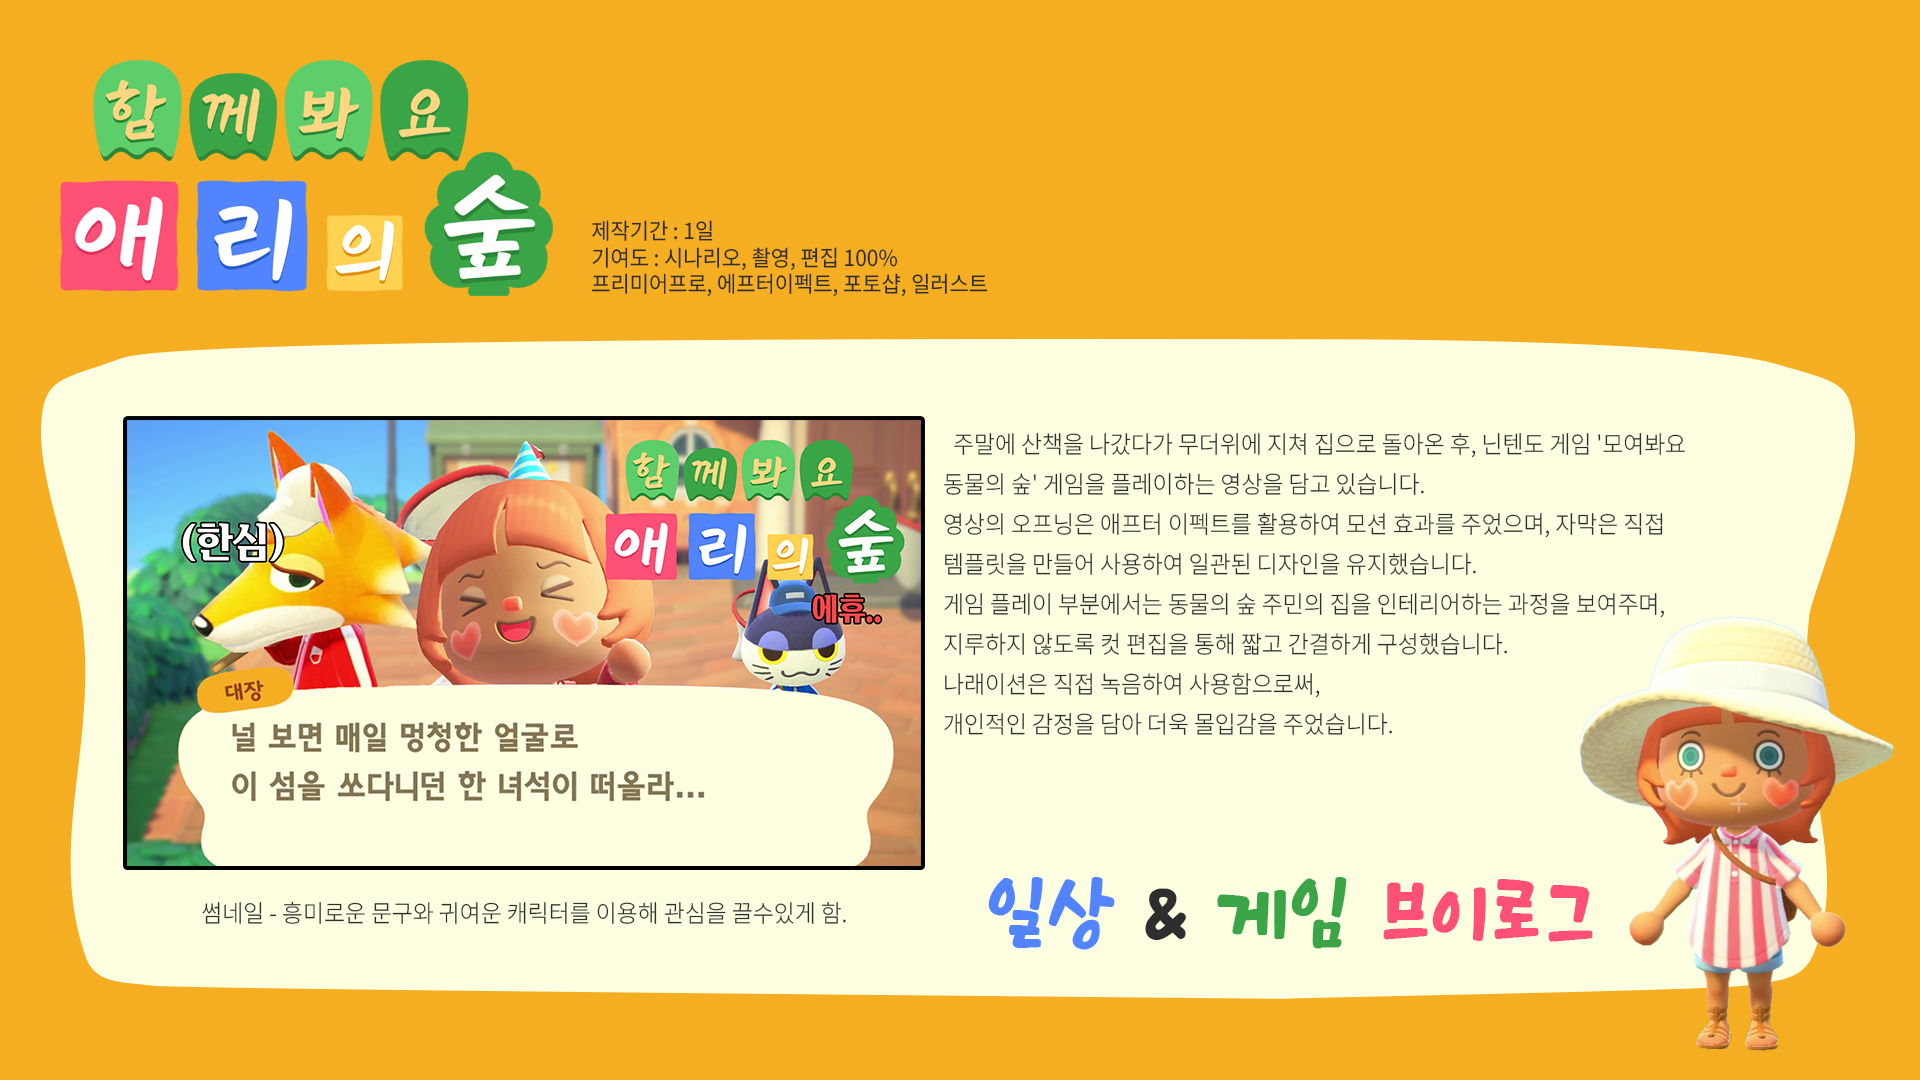 함께봐요
애리의숲
제작기간 : 1일
기여도 : 시나리오, 촬영, 편집 100%
프리미어프로, 에프터이펙트, 포토샵, 일러스트
함께봐요
애리의숲
(한심)
에휴..
대장
널 보면 매일 멍청한 얼굴로
이 섬을 쏘다니던 한 녀석이 떠올라...
썸네일 - 흥미로운 문구와 귀여운 캐릭터를 이용해 관심을 끌수있게 함.
주말에 산책을 나갔다가 무더위에 지쳐 집으로 돌아온 후, 닌텐도 게임 '모여봐요
동물의 숲' 게임을 플레이하는 영상을 담고 있습니다.
영상의 오프닝은 애프터 이펙트를 활용하여 모션 효과를 주었으며, 자막은 직접
템플릿을 만들어 사용하여 일관된 디자인을 유지했습니다.
게임 플레이 부분에서는 동물의 숲 주민의 집을 인테리어하는 과정을 보여주며,
지루하지 않도록 컷 편집을 통해 짧고 간결하게 구성했습니다.
나래이션은 직접 녹음하여 사용함으로써,
개인적인 감정을 담아 더욱 몰입감을 주었습니다.
일상 & 게임 브이로그